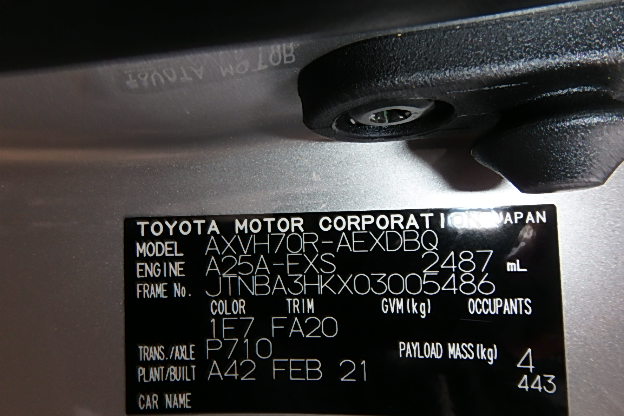 TOYOTA MOTOR CORPORATION JAPAN
MODEL AXVH70R-AEXDBQ
ENGINE A25A-EXS 2487 mL
FRAME No. JTNBA3HKX03005486
COLOR TRIM GVM(kg) OCCUPANTS
1F7 FA20
TRANS./AXLE P710 PAYLOAD MASS(kg) 4
PLANT/BUILT A42 FEB 21 443
CAR NAME